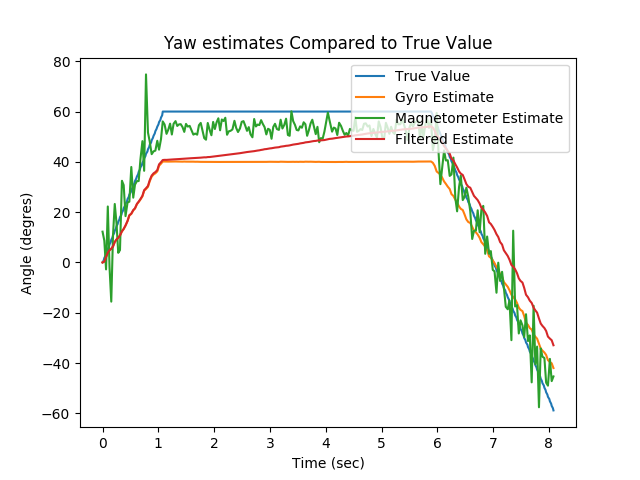 Yaw estimates Compared to True Value
True Value
Gyro Estimate
Magnetometer Estimate
Filtered Estimate
80
60
40
20
0
−20
−40
−60
Angle (degres)
0 1 2 3 4 5 6 7 8
Time (sec)